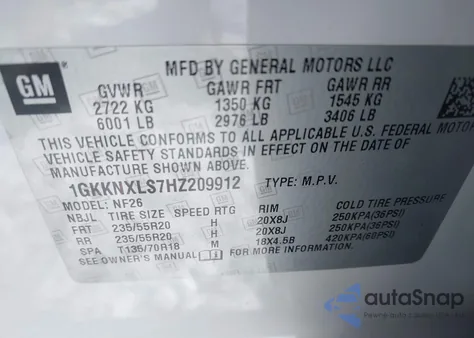 GM
MFD BY GENERAL MOTORS LLC
GVWR GAWR FRT GAWR RR
2722 KG 1350 KG 1545 KG
6001 LB 2976 LB 3406 LB
THIS VEHICLE CONFORMS TO ALL APPLICABLE U.S. FEDERAL MOTOR
VEHICLE SAFETY STANDARDS IN EFFECT ON THE DATE OF
MANUFACTURE SHOWN ABOVE.
1GKKNXLS7HZ209912 TYPE: M.P.V.
MODEL: NF26
NBJL TIRE SIZE SPEED RTG RIM COLD TIRE PRESSURE
FRT 235/55R20 H 20X8J 250KPA(36PSI)
RR 235/55R20 H 20X8J 250KPA(36PSI)
SPA T135/70R18 M 18X4.5B 420KPA(60PSI)
SEE OWNER'S MANUAL
autoSnap